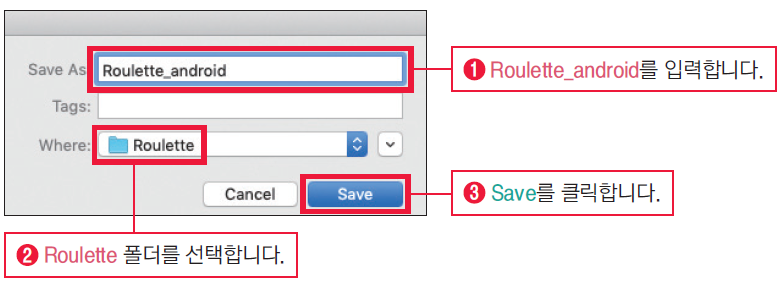 Save As
Roulette_android
❶ Roulette_android를 입력합니다.
Tags:
Where:
Roulette
Cancel
Save
❸ Save를 클릭합니다.
❷ Roulette 폴더를 선택합니다.